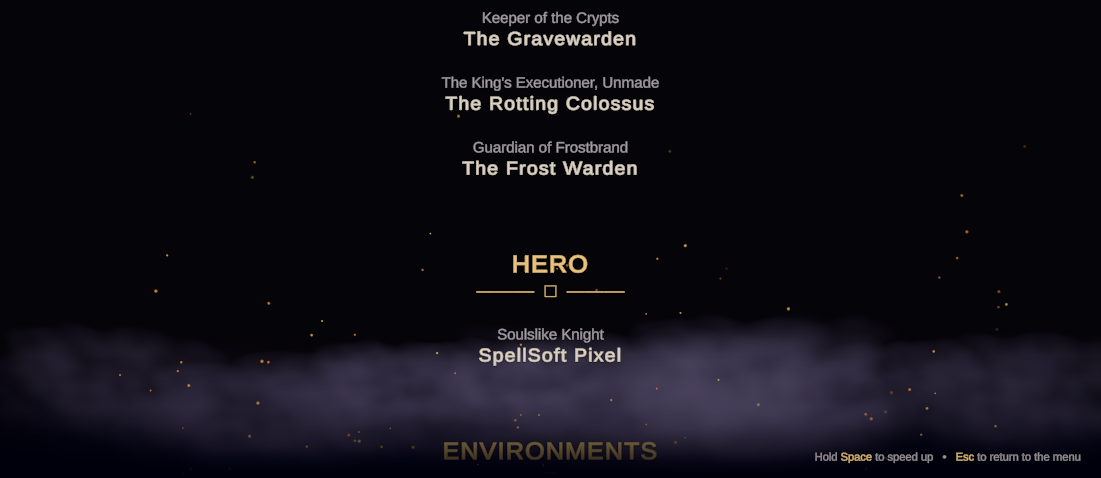 Keeper of the Crypts
The Gravewarden
The King's Executioner, Unmade
The Rotting Colossus
Guardian of Frostbrand
The Frost Warden
HERO
Soulslike Knight
SpellSoft Pixel
ENVIRONMENTS
Hold Space to speed up • Esc to return to the menu